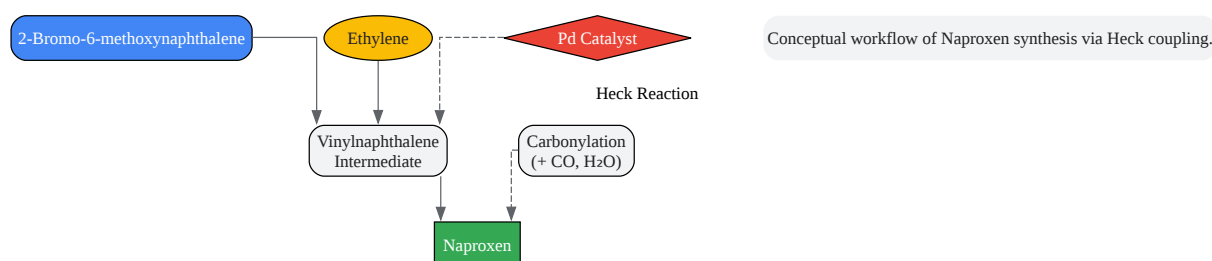 2-Bromo-6-methoxynaphthalene
Ethylene
Pd Catalyst
Conceptual workflow of Naproxen synthesis via Heck coupling.
Heck Reaction
Vinylnaphthalene
Intermediate
Carbonylation
(+ CO, H₂O)
Naproxen